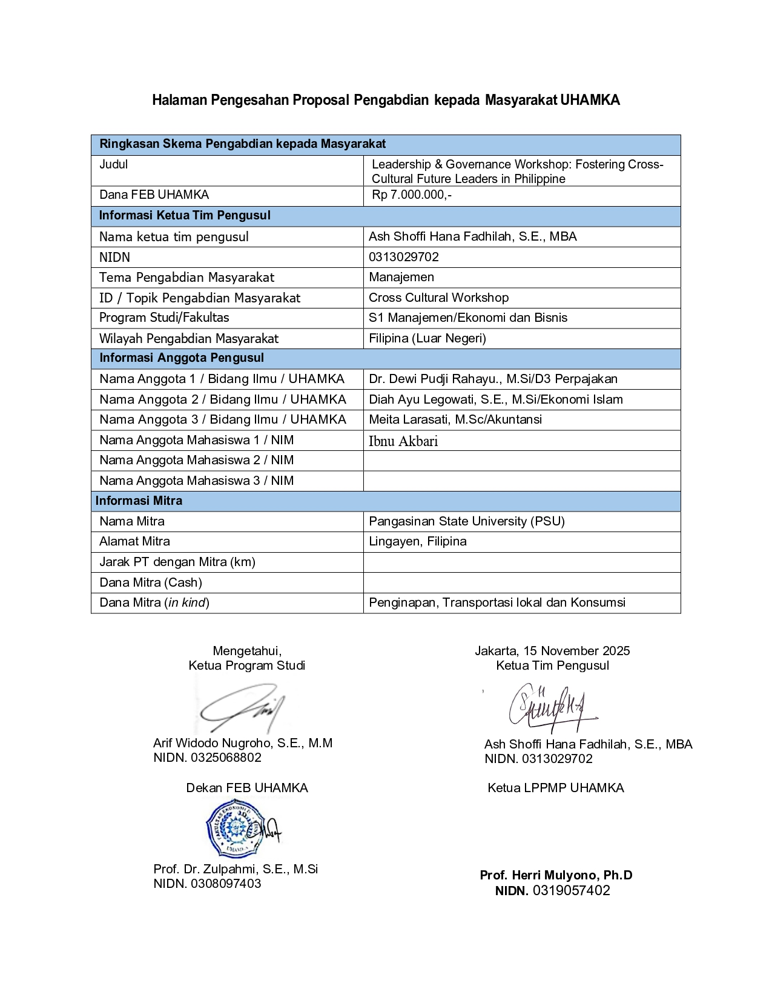 Halaman Pengesahan Proposal Pengabdian kepada Masyarakat UHAMKA
Ringkasan Skema Pengabdian kepada Masyarakat
Judul
Leadership & Governance Workshop: Fostering Cross-
Cultural Future Leaders in Philippine
Dana FEB UHAMKA
Rp 7.000.000,-
Informasi Ketua Tim Pengusul
Nama ketua tim pengusul
Ash Shoffi Hana Fadhilah, S.E., MBA
NIDN
0313029702
Tema Pengabdian Masyarakat
Manajemen
ID / Topik Pengabdian Masyarakat
Cross Cultural Workshop
Program Studi/Fakultas
S1 Manajemen/Ekonomi dan Bisnis
Wilayah Pengabdian Masyarakat
Filipina (Luar Negeri)
Informasi Anggota Pengusul
Nama Anggota 1 / Bidang Ilmu / UHAMKA
Dr. Dewi Pudji Rahayu., M.Si/D3 Perpajakan
Nama Anggota 2 / Bidang Ilmu / UHAMKA
Diah Ayu Legowati, S.E., M.Si/Ekonomi Islam
Nama Anggota 3 / Bidang Ilmu / UHAMKA
Meita Larasati, M.Sc/Akuntansi
Nama Anggota Mahasiswa 1 / NIM
Ibnu Akbari
Nama Anggota Mahasiswa 2 / NIM
Nama Anggota Mahasiswa 3 / NIM
Informasi Mitra
Nama Mitra
Pangasinan State University (PSU)
Alamat Mitra
Lingayen, Filipina
Jarak PT dengan Mitra (km)
Dana Mitra (Cash)
Dana Mitra (in kind)
Penginapan, Transportasi lokal dan Konsumsi
Mengetahui,
Ketua Program Studi
Jakarta, 15 November 2025
Ketua Tim Pengusul
Arif Widodo Nugroho, S.E., M.M
NIDN. 0325068802
Ash Shoffi Hana Fadhilah, S.E., MBA
NIDN. 0313029702
Dekan FEB UHAMKA
Ketua LPPMP UHAMKA
FAKULTAS EKONOMI D
UHAMKA
Prof. Dr. Zulpahmi, S.E., M.Si
NIDN. 0308097403
Prof. Herri Mulyono, Ph.D
NIDN. 0319057402